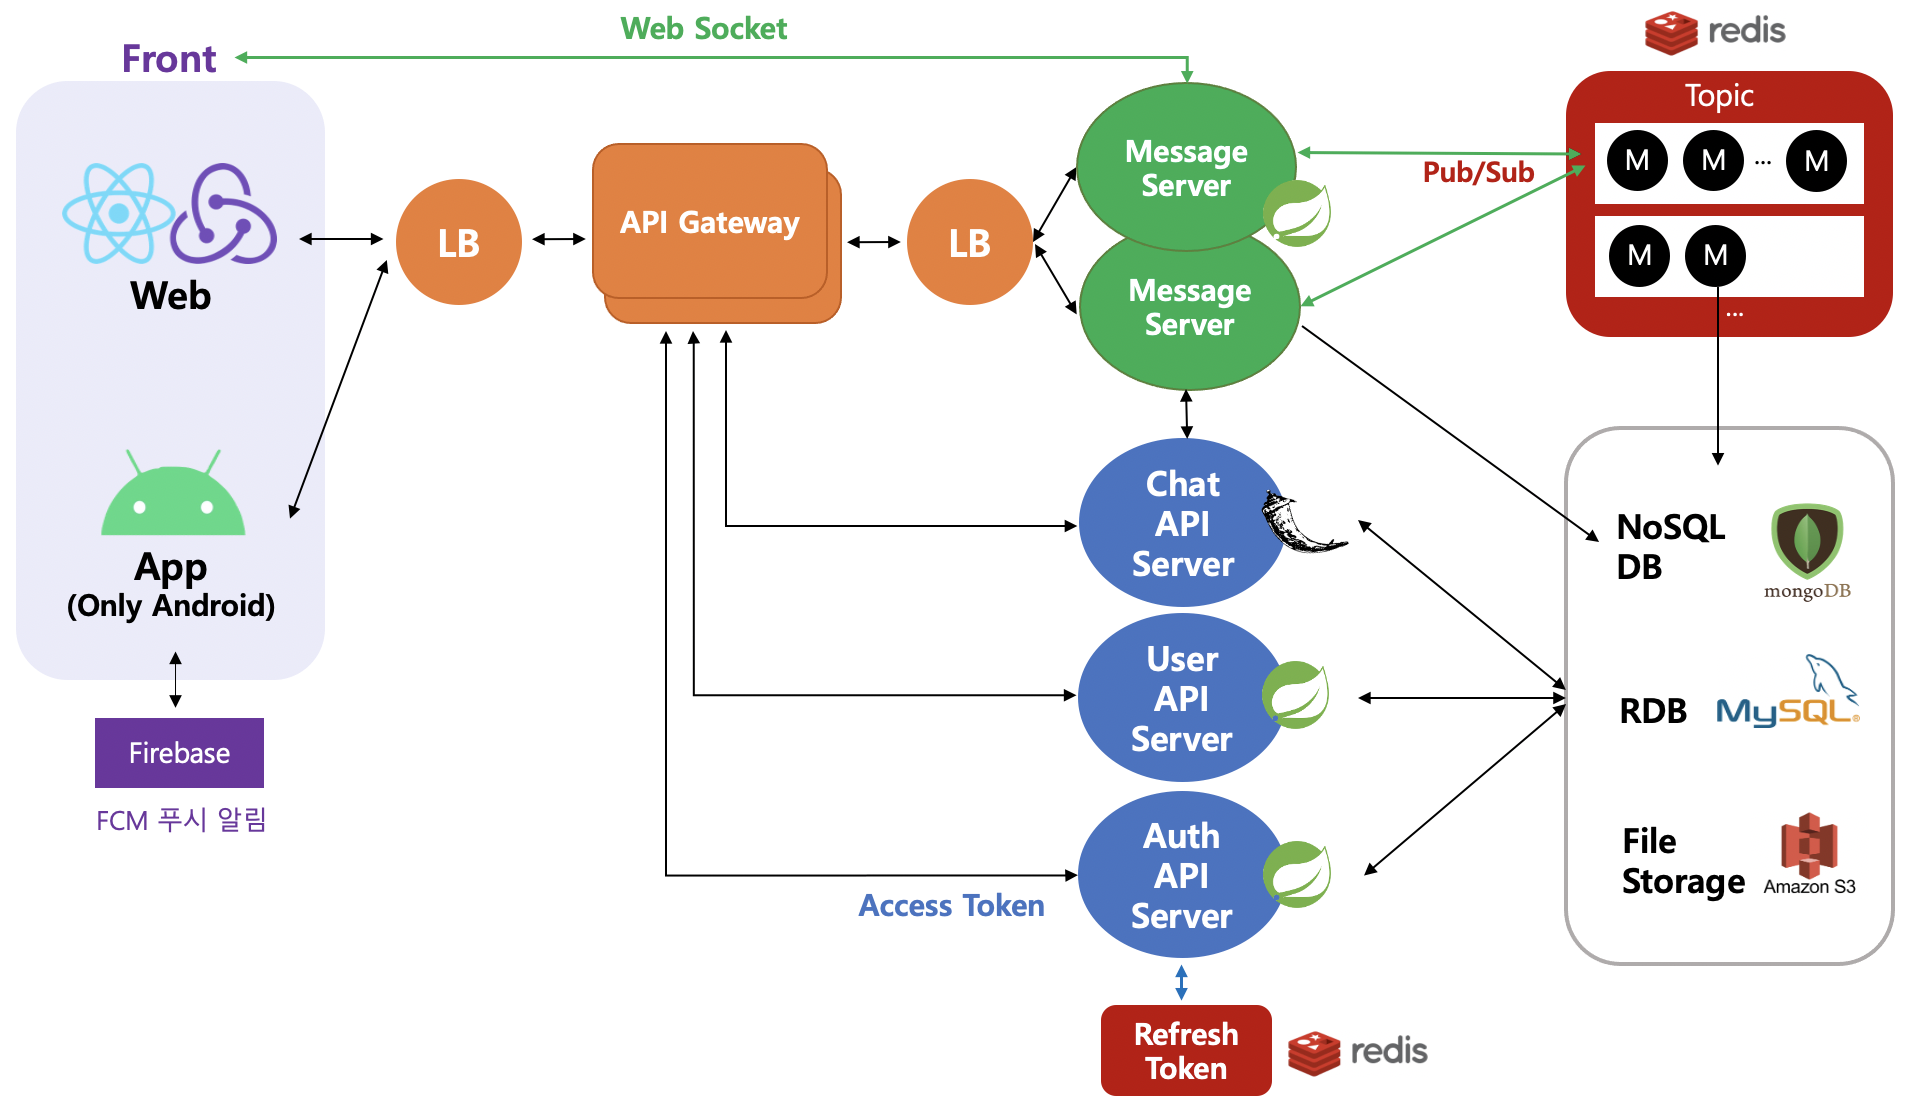 Web Socket
Front
redis
Topic
M M ... M
M M
...
Message
Server
Pub/Sub
Message
Server
LB
API Gateway
LB
Web
App
(Only Android)
Firebase
FCM 푸시 알림
Chat
API
Server
User
API
Server
Auth
API
Server
Access Token
Refresh
Token
redis
NoSQL
DB
mongoDB
RDB
MySQL®
File
Storage
Amazon S3